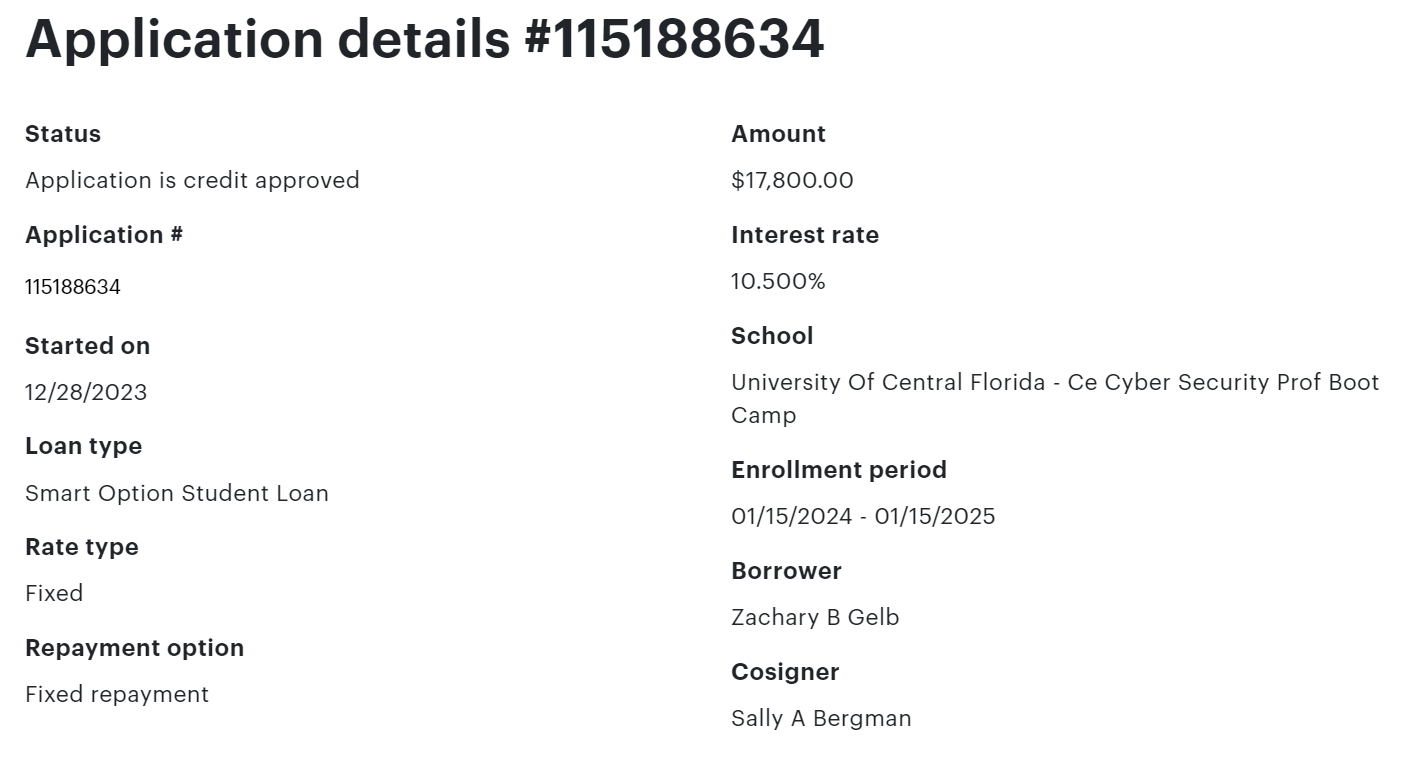 Application details #115188634
Status
Application is credit approved
Application #
115188634
Started on
12/28/2023
Loan type
Smart Option Student Loan
Rate type
Fixed
Repayment option
Fixed repayment
Amount
$17,800.00
Interest rate
10.500%
School
University Of Central Florida - Ce Cyber Security Prof Boot
Camp
Enrollment period
01/15/2024 - 01/15/2025
Borrower
Zachary B Gelb
Cosigner
Sally A Bergman